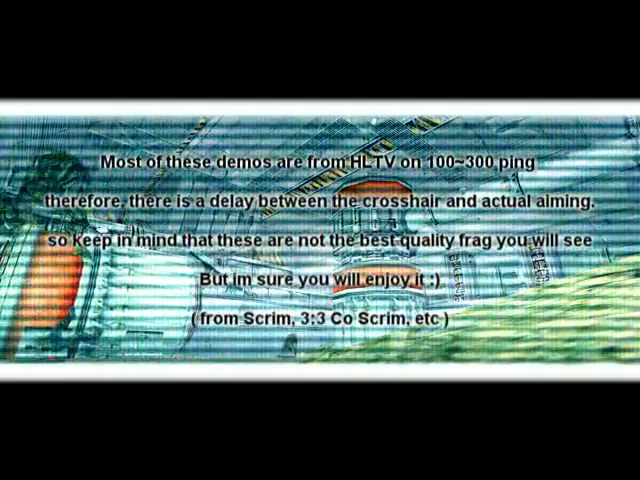 Most of these demos are from HLTV on 100~300 ping
therefore, there is a delay between the crosshair and actual aiming.
so keep in mind that these are not the best quality frag you will see
But im sure you will enjoy it :)
( from Scrim, 3:3 Co Scrim, etc )